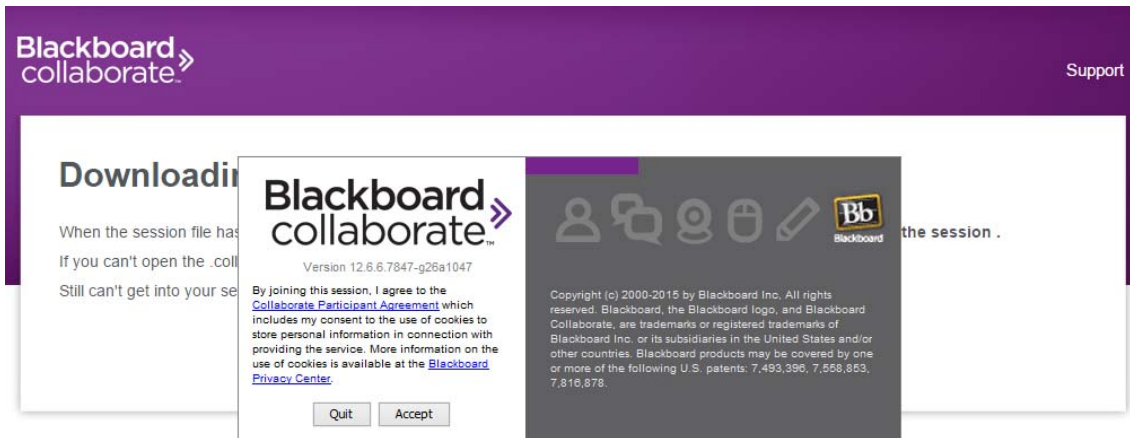 Blackboard
collaborate™
Support
Downloadin
When the session file has
the session .
If you can't open the .coll
Still can't get into your se
Blackboard
collaborate™
Version 12.6.6.7847-g26a1047
By joining this session, I agree to the
Collaborate Participant Agreement which
includes my consent to the use of cookies to
store personal information in connection with
providing the service. More information on the
use of cookies is available at the Blackboard
Privacy Center.
Quit Accept
Bb
Blackboard
Copyright (c) 2000-2015 by Blackboard Inc. All rights
reserved. Blackboard, the Blackboard logo, and Blackboard
Collaborate, are trademarks or registered trademarks of
Blackboard Inc. or its subsidiaries in the United States and/or
other countries. Blackboard products may be covered by one
or more of the following U.S. patents: 7,493,396, 7,558,853,
7,816,878.